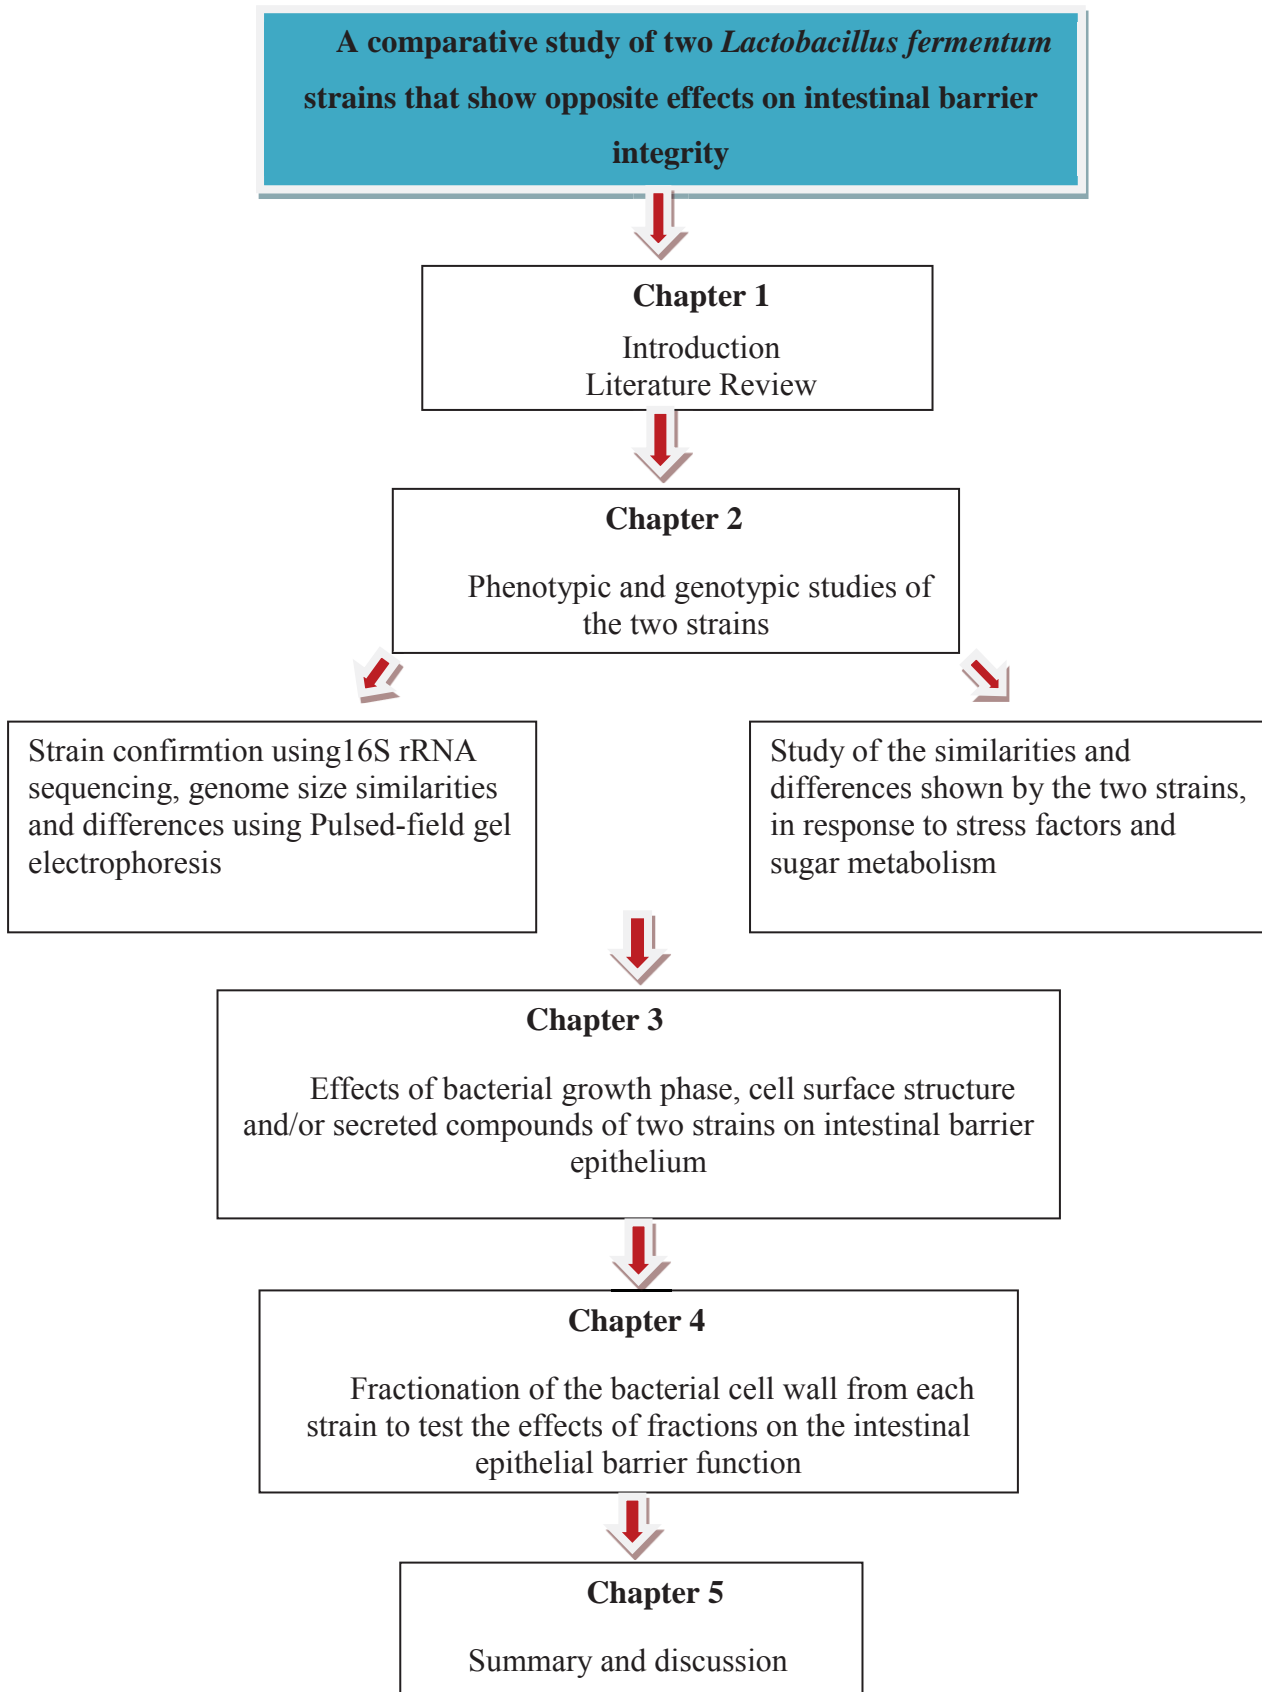 A comparative study of two Lactobacillus fermentum
strains that show opposite effects on intestinal barrier
integrity
Chapter 1
Introduction
Literature Review
Chapter 2
Phenotypic and genotypic studies of
the two strains
Strain confirmtion using16S rRNA
sequencing, genome size similarities
and differences using Pulsed-field gel
electrophoresis
Study of the similarities and
differences shown by the two strains,
in response to stress factors and
sugar metabolism
Chapter 3
Effects of bacterial growth phase, cell surface structure
and/or secreted compounds of two strains on intestinal barrier
epithelium
Chapter 4
Fractionation of the bacterial cell wall from each
strain to test the effects of fractions on the intestinal
epithelial barrier function
Chapter 5
Summary and discussion